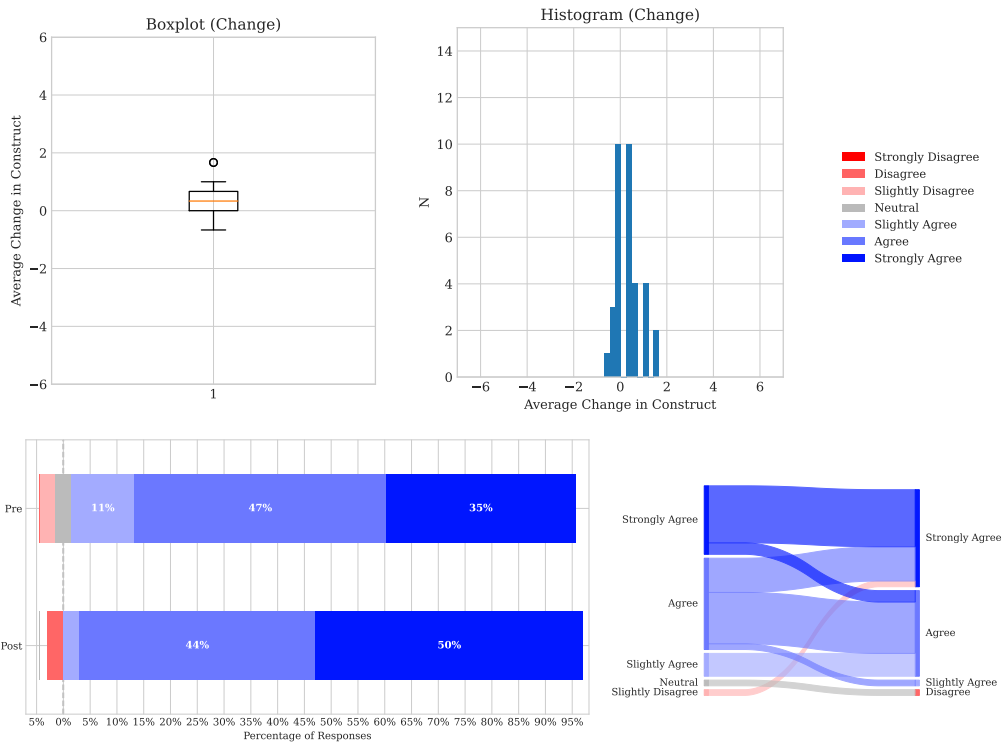 Boxplot (Change)
6
4
2
0
−2
−4
−6
1
Average Change in Construct
Histogram (Change)
14
12
10
8
6
4
2
0
N
−6 −4 −2 0 2 4 6
Average Change in Construct
Strongly Disagree
Disagree
Slightly Disagree
Neutral
Slightly Agree
Agree
Strongly Agree
Pre
11% 47% 35%
Post
44% 50%
5% 0% 5% 10% 15% 20% 25% 30% 35% 40% 45% 50% 55% 60% 65% 70% 75% 80% 85% 90% 95%
Percentage of Responses
Strongly Agree
Agree
Slightly Agree
Neutral
Slightly Disagree
Strongly Agree
Agree
Slightly Agree
Disagree